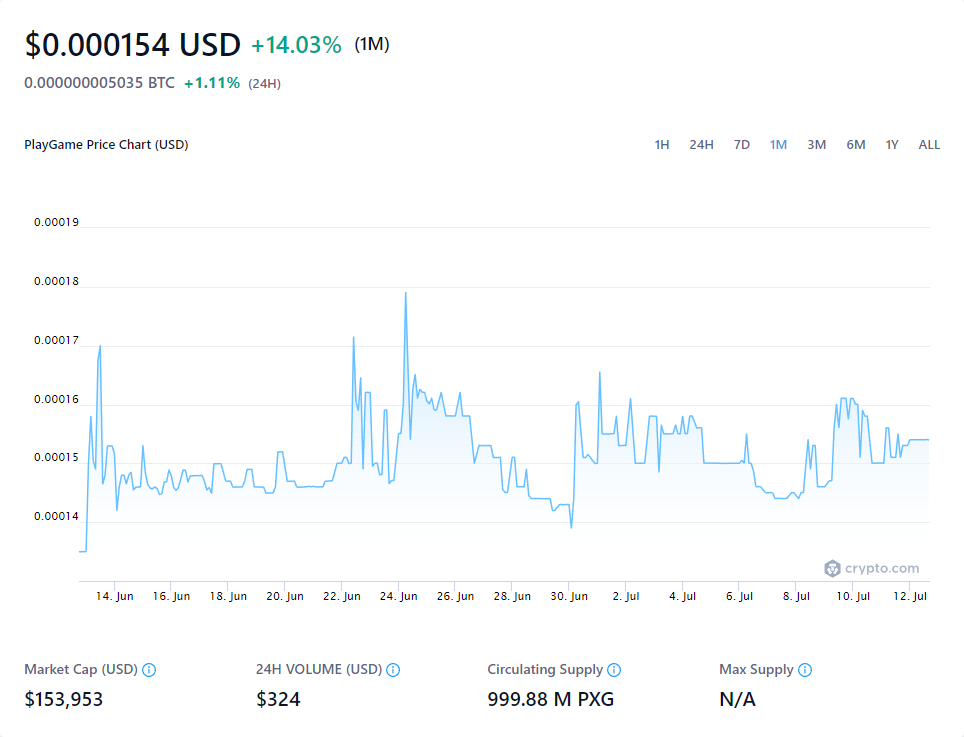 $0.000154 USD +14.03% (1M)
0.000000005035 BTC +1.11% (24H)
PlayGame Price Chart (USD) 1H 24H 7D 1M 3M 6M 1Y ALL
0.00019
0.00018
0.00017
0.00016
0.00015
0.00014
crypto.com
14. Jun 16. Jun 18. Jun 20. Jun 22. Jun 24. Jun 26. Jun 28. Jun 30. Jun 2. Jul 4. Jul 6. Jul 8. Jul 10. Jul 12. Jul
Market Cap (USD) 24H VOLUME (USD) Circulating Supply Max Supply
$153,953 $324 999.88 M PXG N/A